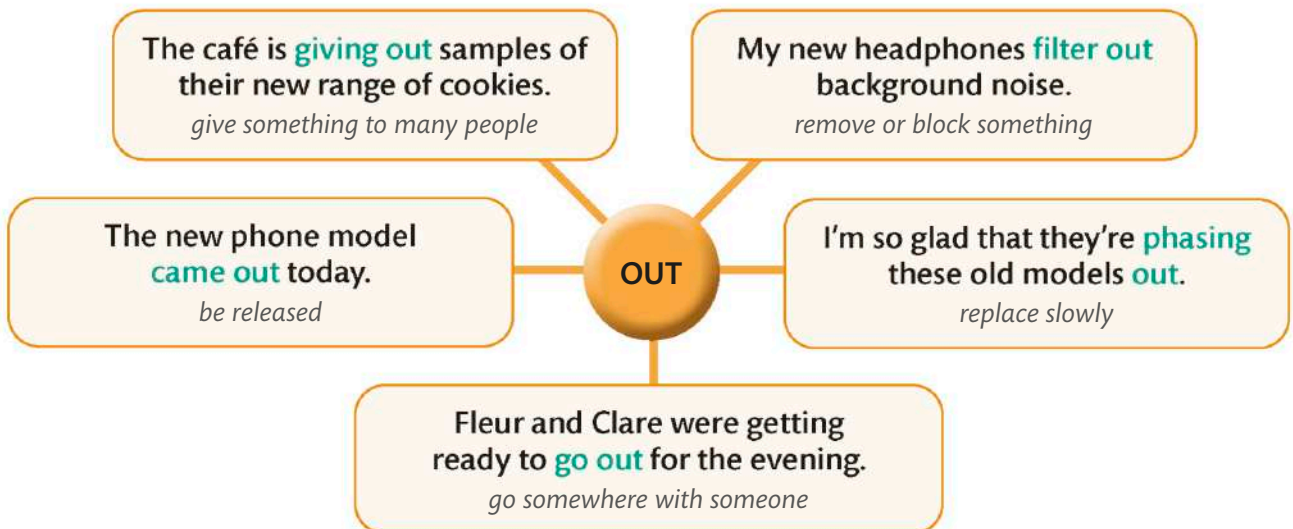 The café is giving out samples of
their new range of cookies.
give something to many people
My new headphones filter out
background noise.
remove or block something
The new phone model
came out today.
be released
OUT
I'm so glad that they're phasing
these old models out.
replace slowly
Fleur and Clare were getting
ready to go out for the evening.
go somewhere with someone